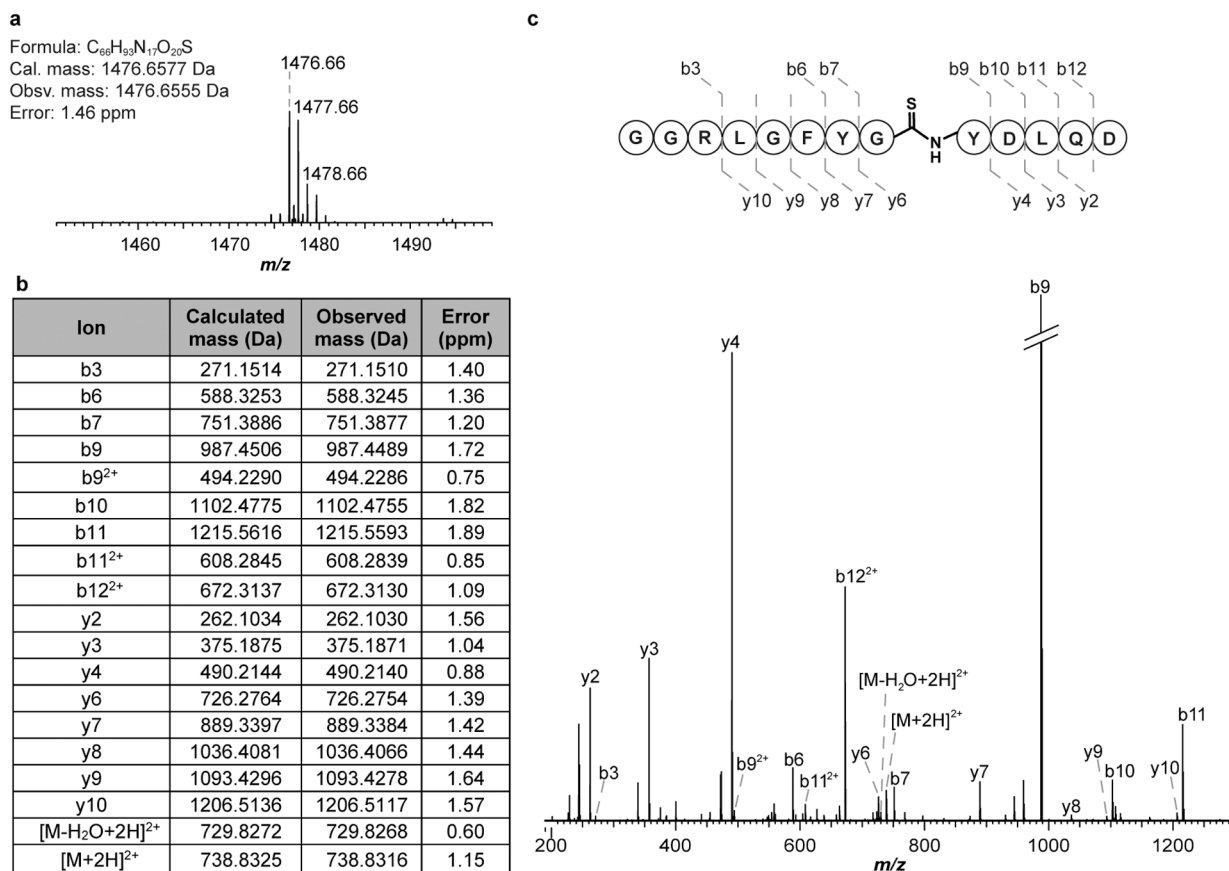 a
Formula: C66H93N17O20S
Cal. mass: 1476.6577 Da
Obsv. mass: 1476.6555 Da
Error: 1.46 ppm
1476.66
1477.66
1478.66
1460 1470 1480 1490
m/z
b
Ion Calculated mass (Da) Observed mass (Da) Error (ppm)
b3 271.1514 271.1510 1.40
b6 588.3253 588.3245 1.36
b7 751.3886 751.3877 1.20
b9 987.4506 987.4489 1.72
b9²⁺ 494.2290 494.2286 0.75
b10 1102.4775 1102.4755 1.82
b11 1215.5616 1215.5593 1.89
b11²⁺ 608.2845 608.2839 0.85
b12²⁺ 672.3137 672.3130 1.09
y2 262.1034 262.1030 1.56
y3 375.1875 375.1871 1.04
y4 490.2144 490.2140 0.88
y6 726.2764 726.2754 1.39
y7 889.3397 889.3384 1.42
y8 1036.4081 1036.4066 1.44
y9 1093.4296 1093.4278 1.64
y10 1206.5136 1206.5117 1.57
[M-H₂O+2H]²⁺ 729.8272 729.8268 0.60
[M+2H]²⁺ 738.8325 738.8316 1.15
c
b3 b6 b7 b9 b10 b11 b12
S
G G R L G F Y G N Y D L Q D
H
y10 y9 y8 y7 y6 y4 y3 y2
b9
y4
b12²⁺
y3
y2
[M-H₂O+2H]²⁺
[M+2H]²⁺
b11
y6
b9²⁺
b6
y9
y10
b3
b11²⁺
b7
y7
b10
y8
200 400 600 800 1000 1200
m/z